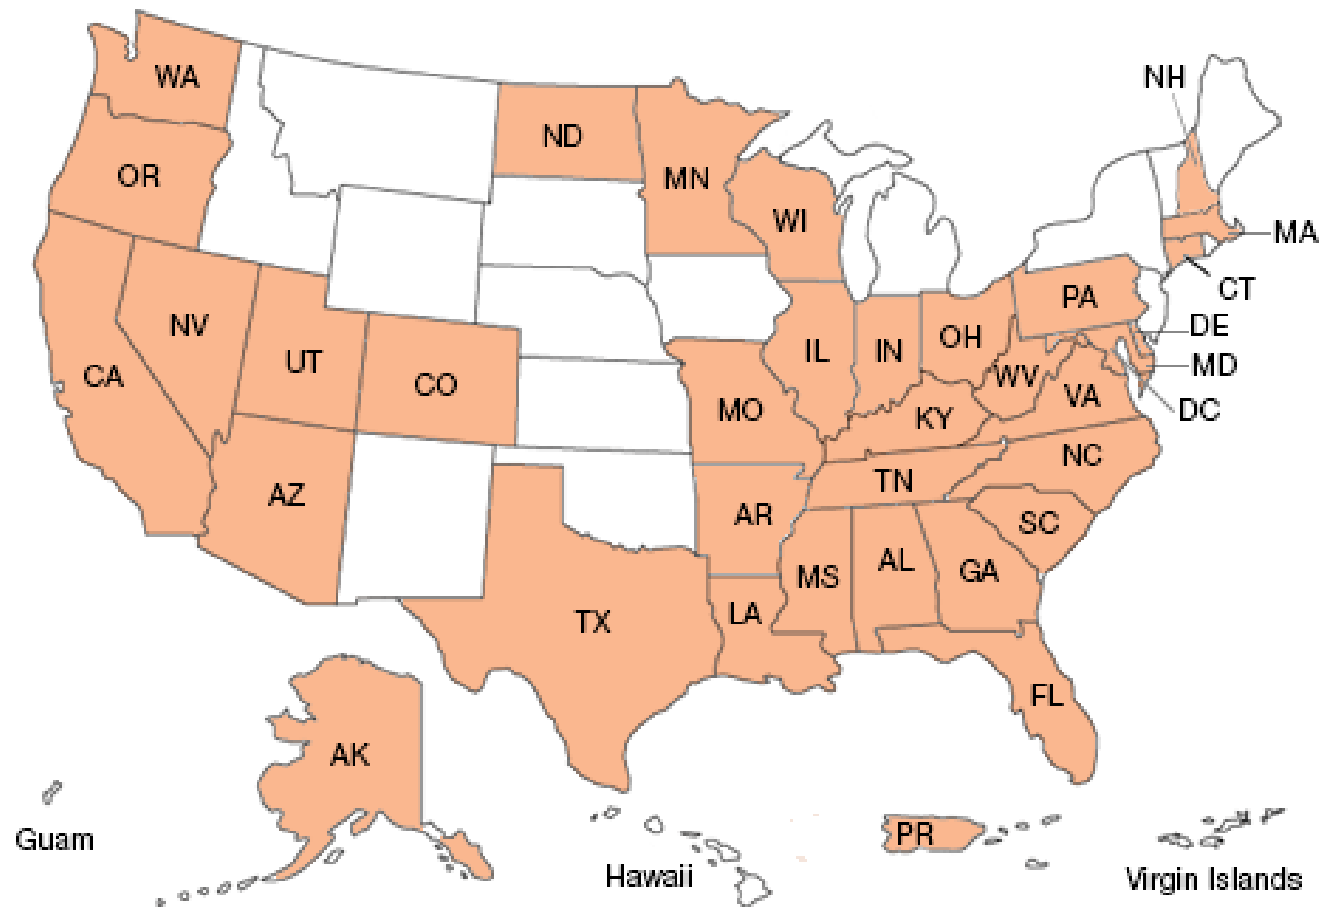 NH
WA
ND
OR
MN
WI
MA
CT
PA
NV
DE
OH
IL
IN
UT
MD
CA
WV
CO
VA
MO
DC
KY
NC
TN
AZ
AR
SC
AL
GA
MS
LA
TX
FL
AK
PR
Guam
Hawaii
Virgin Islands